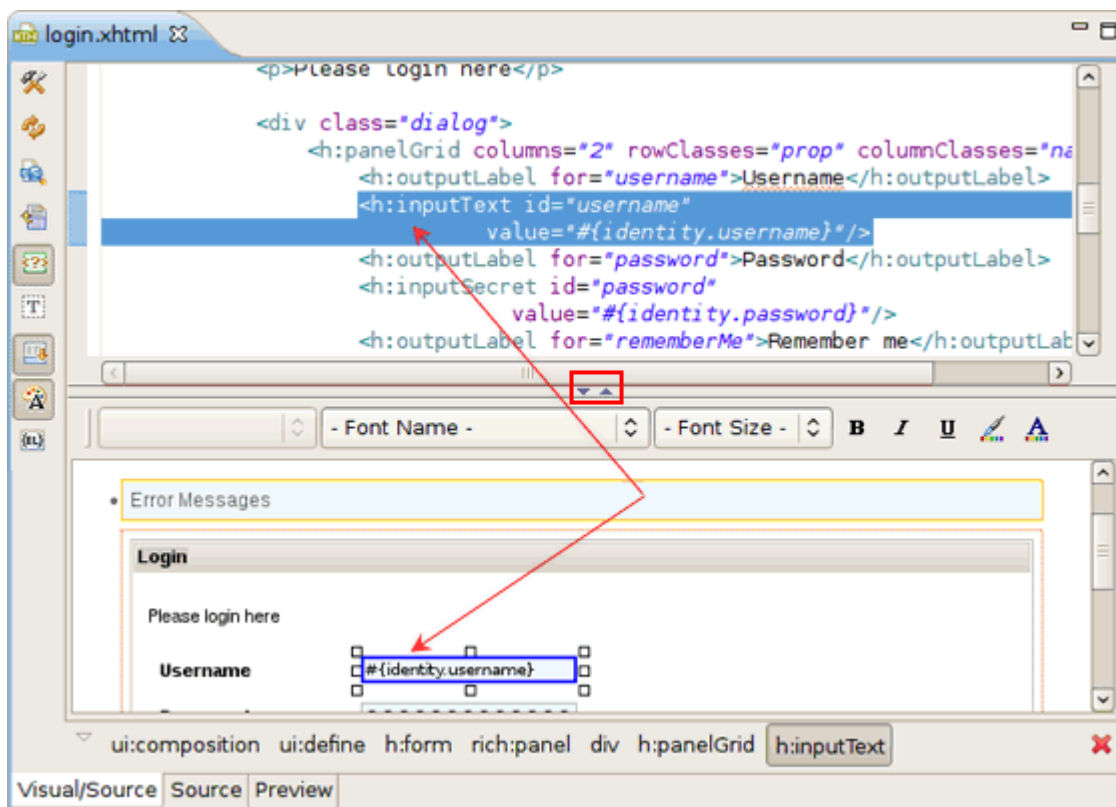 login.xhtml
<p>Please login here</p>
<div class="dialog">
<h:panelGrid columns="2" rowClasses="prop" columnClasses="na
<h:outputLabel for="username">Username</h:outputLabel>
<h:inputText id="username"
value="#{identity.username}"/>
<h:outputLabel for="password">Password</h:outputLabel>
<h:inputSecret id="password"
value="#{identity.password}"/>
<h:outputLabel for="rememberMe">Remember me</h:outputLab
- Font Name - - Font Size - B I U A
Error Messages
Login
Please login here
Username #{identity.username}
ui:composition ui:define h:form rich:panel div h:panelGrid h:inputText
Visual/Source Source Preview